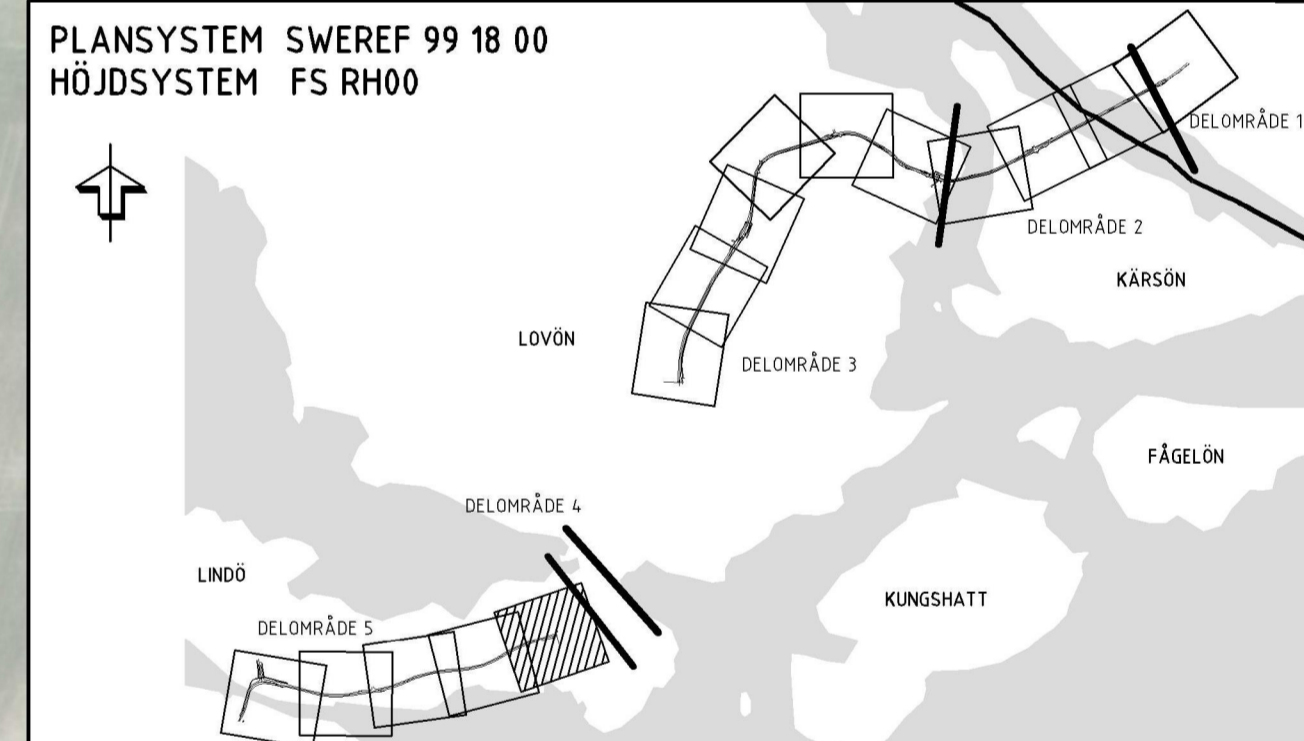 PLANSYSTEM SWEREF 99 18 00
HÖJDSYSTEM FS RH00
DELOMRÅDE 1
DELOMRÅDE 2
KÄRSÖN
LOVÖN
DELOMRÅDE 3
FÅGELÖN
DELOMRÅDE 4
LINDÖ
KUNGSHATT
DELOMRÅDE 5